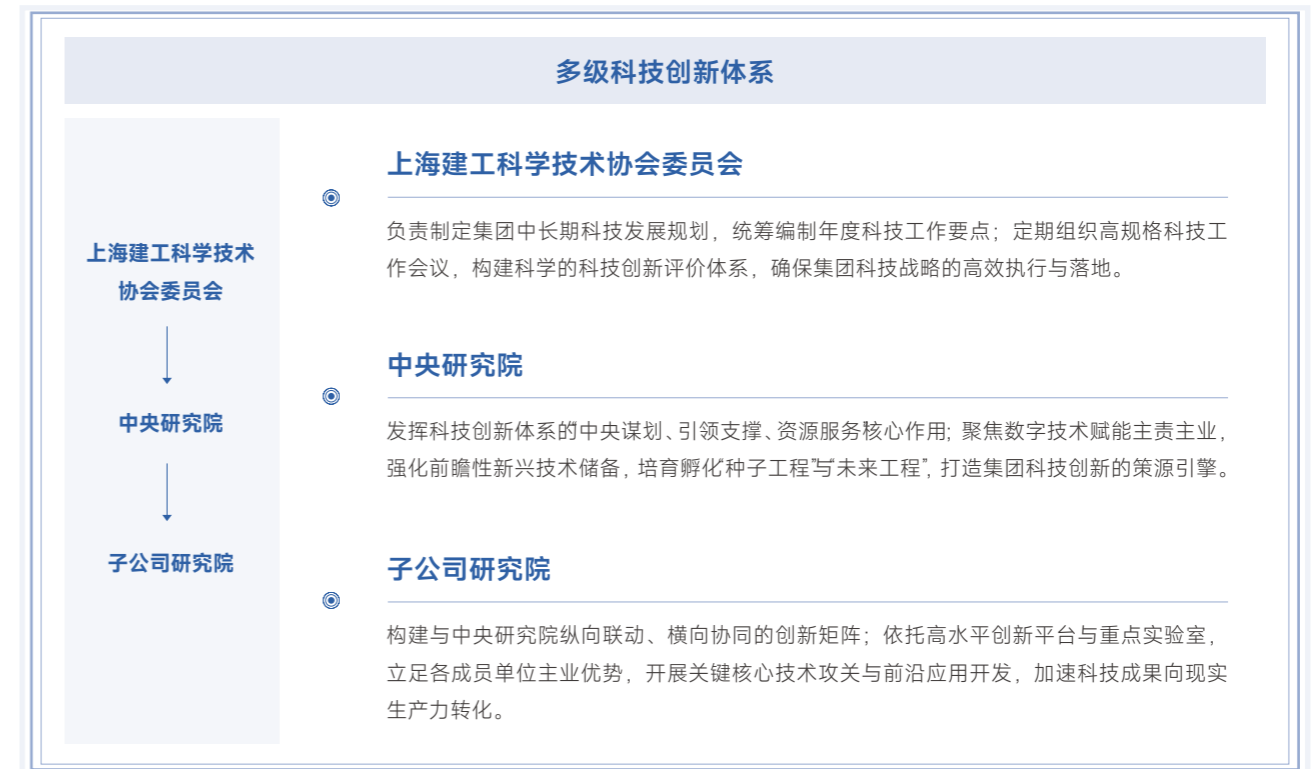 多级科技创新体系
上海建工科学技术
协会委员会
中央研究院
子公司研究院
上海建工科学技术协会委员会
负责制定集团中长期科技发展规划，统筹编制年度科技工作要点；定期组织高规格科技工
作会议，构建科学的科技创新评价体系，确保集团科技战略的高效执行与落地。
中央研究院
发挥科技创新体系的中央谋划、引领支撑、资源服务核心作用；聚焦数字技术赋能主责主业，
强化前瞻性新兴技术储备，培育孵化“种子工程”与“未来工程”，打造集团科技创新的策源引擎。
子公司研究院
构建与中央研究院纵向联动、横向协同的创新矩阵；依托高水平创新平台与重点实验室，
立足各成员单位主业优势，开展关键核心技术攻关与前沿应用开发，加速科技成果向现实
生产力转化。